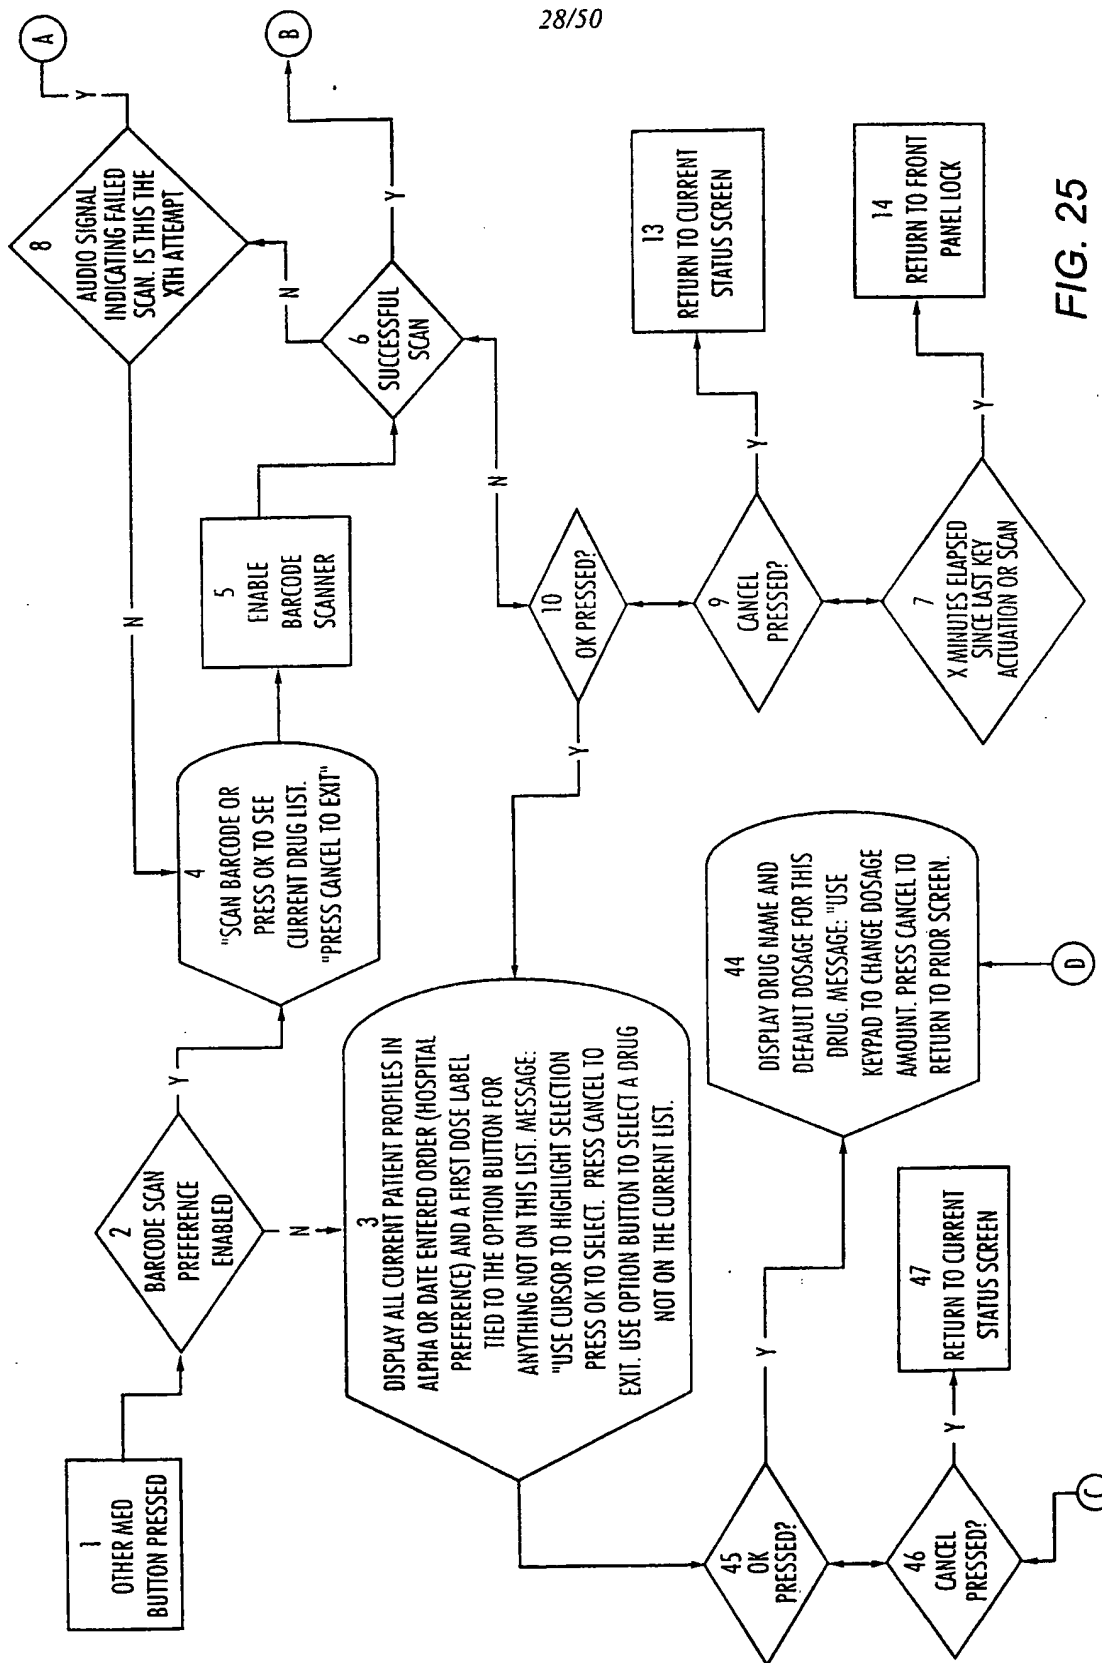 28/50
1
OTHER MED
BUTTON PRESSED
2
BARCODE SCAN
PREFERENCE
ENABLED
Y
N
4
"SCAN BARCODE OR
PRESS OK TO SEE
CURRENT DRUG LIST.
"PRESS CANCEL TO EXIT"
5
ENABLE
BARCODE
SCANNER
6
SUCCESSFUL
SCAN
N
Y
B
8
AUDIO SIGNAL
INDICATING FAILED
SCAN. IS THIS THE
XTH ATTEMPT
Y
A
N
3
DISPLAY ALL CURRENT PATIENT PROFILES IN
ALPHA OR DATE ENTERED ORDER (HOSPITAL
PREFERENCE) AND A FIRST DOSE LABEL
TIED TO THE OPTION BUTTON FOR
ANYTHING NOT ON THIS LIST. MESSAGE:
"USE CURSOR TO HIGHLIGHT SELECTION
PRESS OK TO SELECT. PRESS CANCEL TO
EXIT. USE OPTION BUTTON TO SELECT A DRUG
NOT ON THE CURRENT LIST.
N
10
OK PRESSED?
Y
9
CANCEL
PRESSED?
Y
13
RETURN TO CURRENT
STATUS SCREEN
7
X MINUTES ELAPSED
SINCE LAST KEY
ACTUATION OR SCAN
Y
14
RETURN TO FRONT
PANEL LOCK
45
OK
PRESSED?
Y
44
DISPLAY DRUG NAME AND
DEFAULT DOSAGE FOR THIS
DRUG. MESSAGE: "USE
KEYPAD TO CHANGE DOSAGE
AMOUNT. PRESS CANCEL TO
RETURN TO PRIOR SCREEN.
D
46
CANCEL
PRESSED?
Y
47
RETURN TO CURRENT
STATUS SCREEN
C
FIG. 25